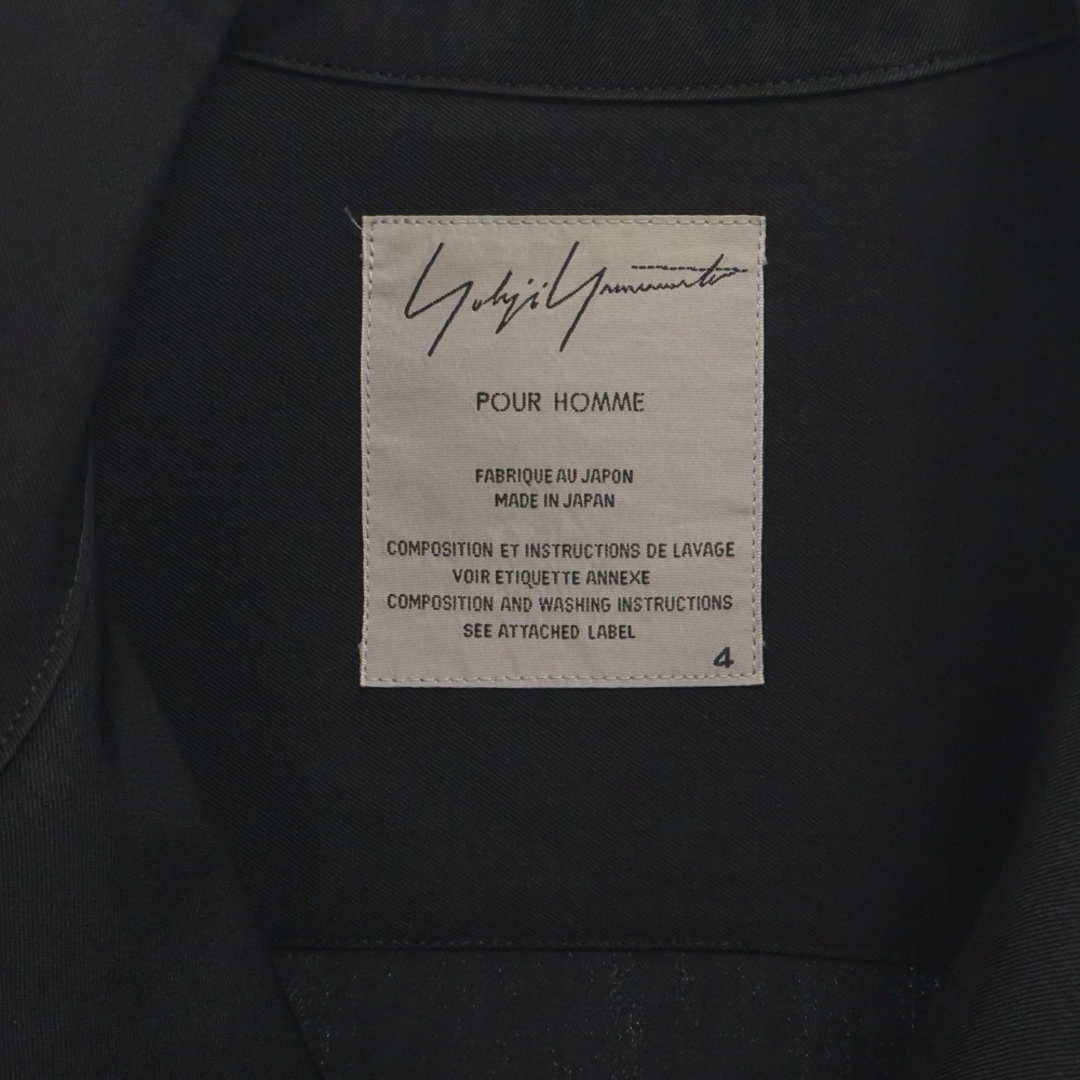 Yohji Yamamoto
POUR HOMME
FABRIQUE AU JAPON
MADE IN JAPAN
COMPOSITION ET INSTRUCTIONS DE LAVAGE
VOIR ETIQUETTE ANNEXE
COMPOSITION AND WASHING INSTRUCTIONS
SEE ATTACHED LABEL
4